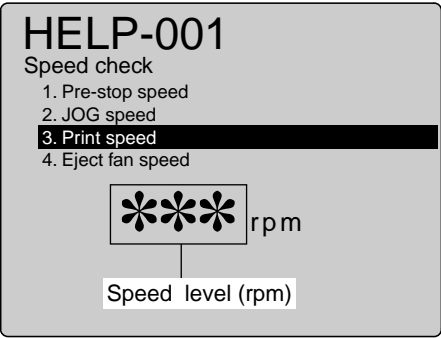 HELP-001
Speed check
1. Pre-stop speed
2. JOG speed
3. Print speed
4. Eject fan speed
*** rpm
Speed level (rpm)